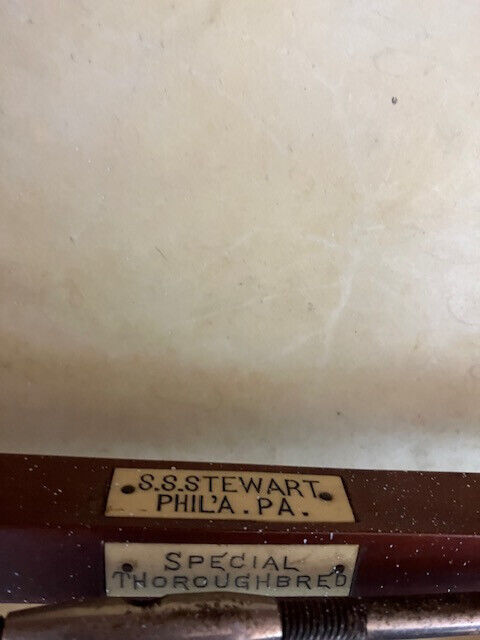 S.S.STEWART
PHIL'A. PA.
SPECIAL
THOROUGHBRED